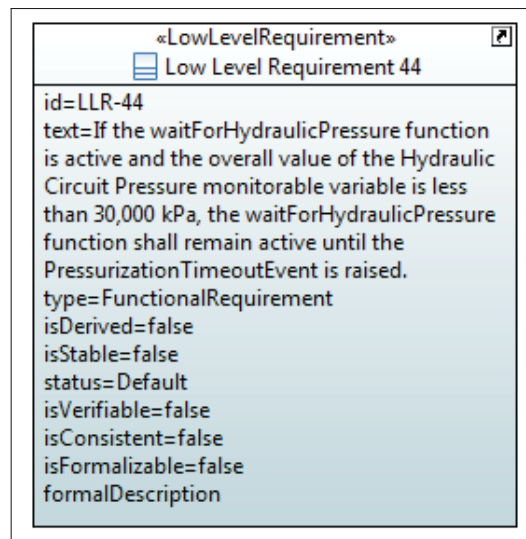 «LowLevelRequirement»
Low Level Requirement 44
id=LLR-44
text=If the waitForHydraulicPressure function
is active and the overall value of the Hydraulic
Circuit Pressure monitorable variable is less
than 30,000 kPa, the waitForHydraulicPressure
function shall remain active until the
PressurizationTimeoutEvent is raised.
type=FunctionalRequirement
isDerived=false
isStable=false
status=Default
isVerifiable=false
isConsistent=false
isFormalizable=false
formalDescription